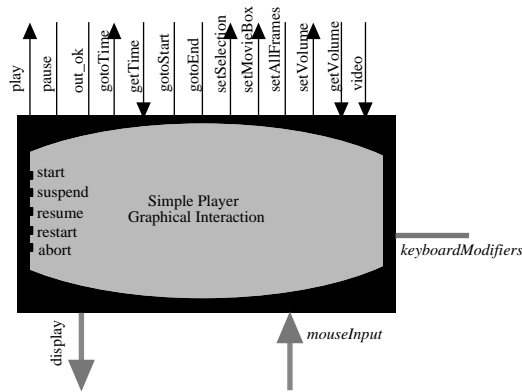 play
pause
out_ok
gotoTime
getTime
gotoStart
gotoEnd
setSelection
setMovieBox
setAllFrames
setVolume
getVolume
video
start
suspend
resume
restart
abort
Simple Player
Graphical Interaction
keyboardModifiers
display
mouseInput